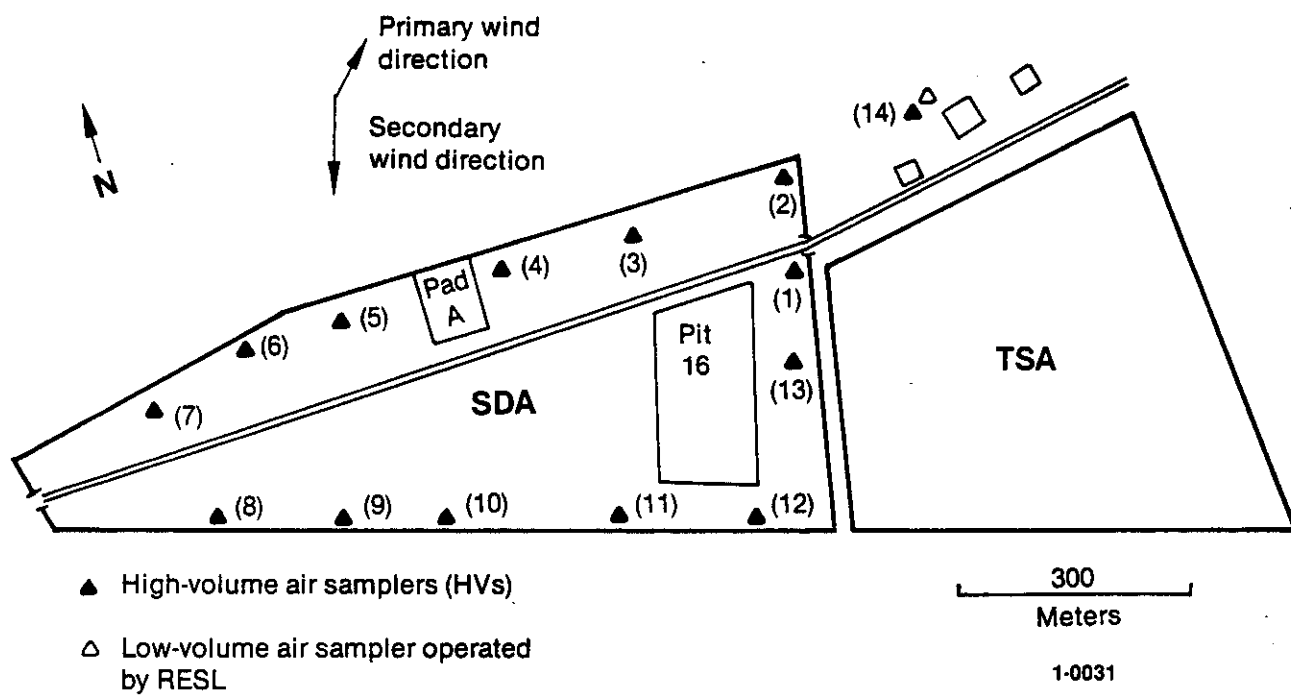 Primary wind
direction
Secondary
wind direction
N
(14)
(2)
(3)
(4)
(1)
Pad
A
(5)
(6)
Pit
16
(13)
TSA
(7)
SDA
(8)
(9)
(10)
(11)
(12)
High-volume air samplers (HVs)
300
Meters
Low-volume air sampler operated
by RESL
1-0031